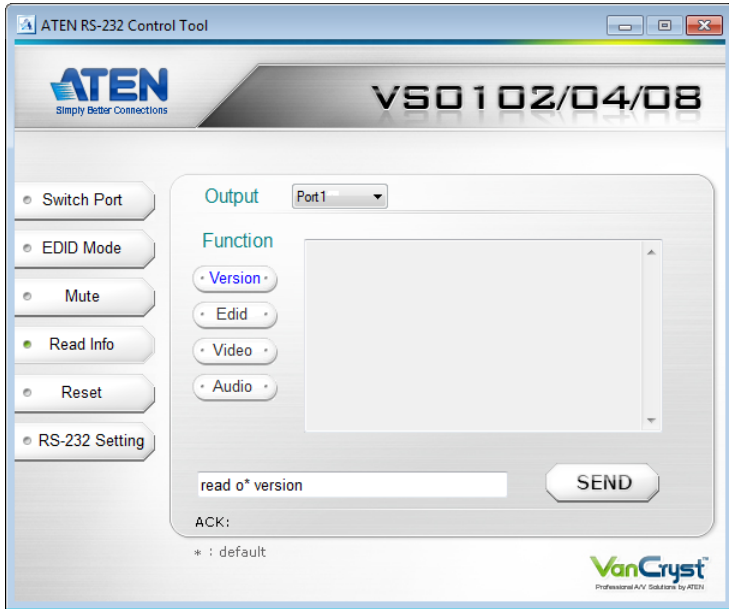 ATEN RS-232 Control Tool
ATEN
Simply Better Connections
VS0102/04/08
Switch Port
EDID Mode
Mute
Read Info
Reset
RS-232 Setting
Output Port1
Function
Version
Edid
Video
Audio
read o* version
SEND
ACK:
* : default
VanCryst™
Professional A/V Solutions by ATEN